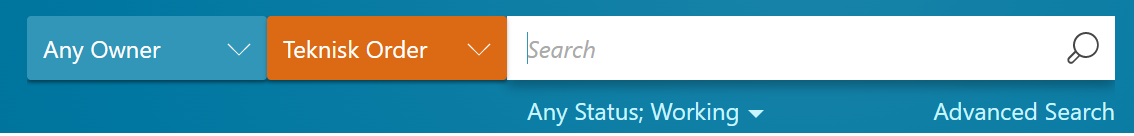 Any Owner Teknisk Order Search
Any Status; Working Advanced Search